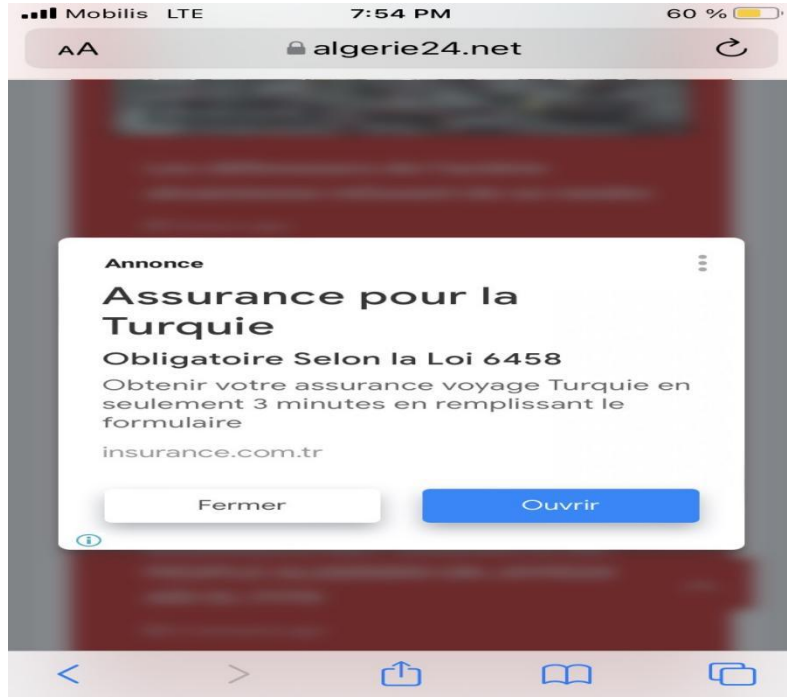 Mobilis LTE 7:54 PM 60 %
AA algerie24.net
Annonce
Assurance pour la
Turquie
Obligatoire Selon la Loi 6458
Obtenir votre assurance voyage Turquie en
seulement 3 minutes en remplissant le
formulaire
insurance.com.tr
Fermer Ouvrir